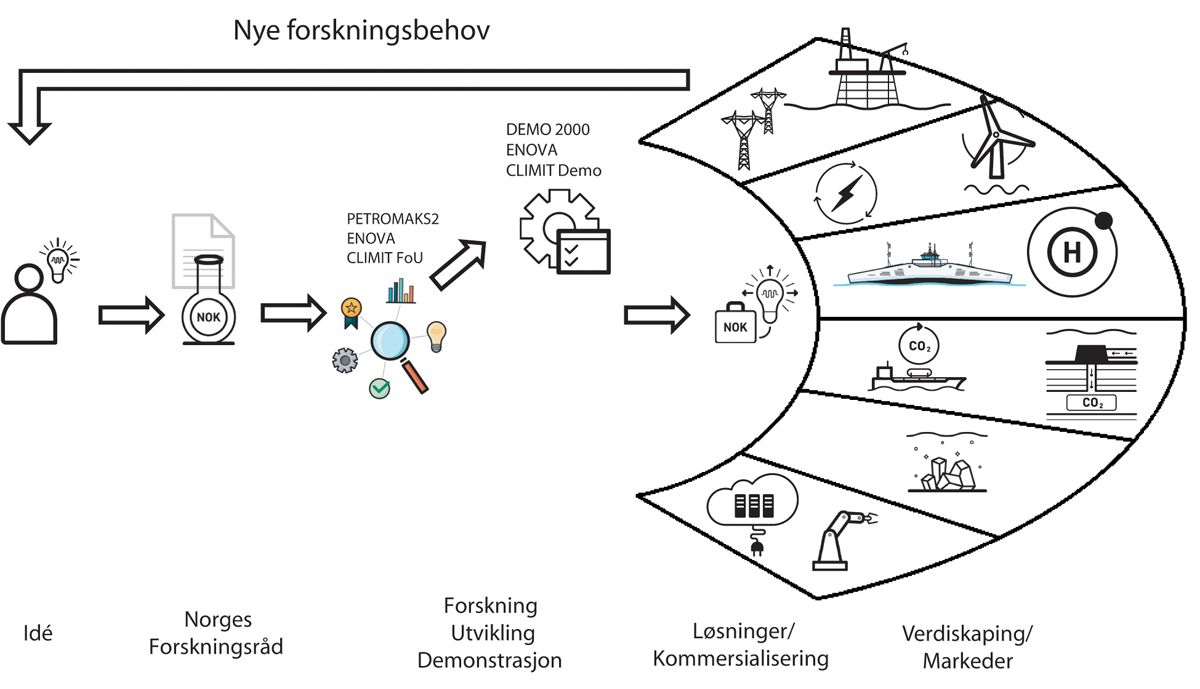 Nye forskningsbehov
DEMO 2000
ENOVA
CLIMIT Demo
PETROMAKS2
ENOVA
CLIMIT FoU
NOK
NOK
H
CO₂
CO₂
Idé
Norges
Forskningsråd
Forskning
Utvikling
Demonstrasjon
Løsninger/
Kommersialisering
Verdiskaping/
Markeder